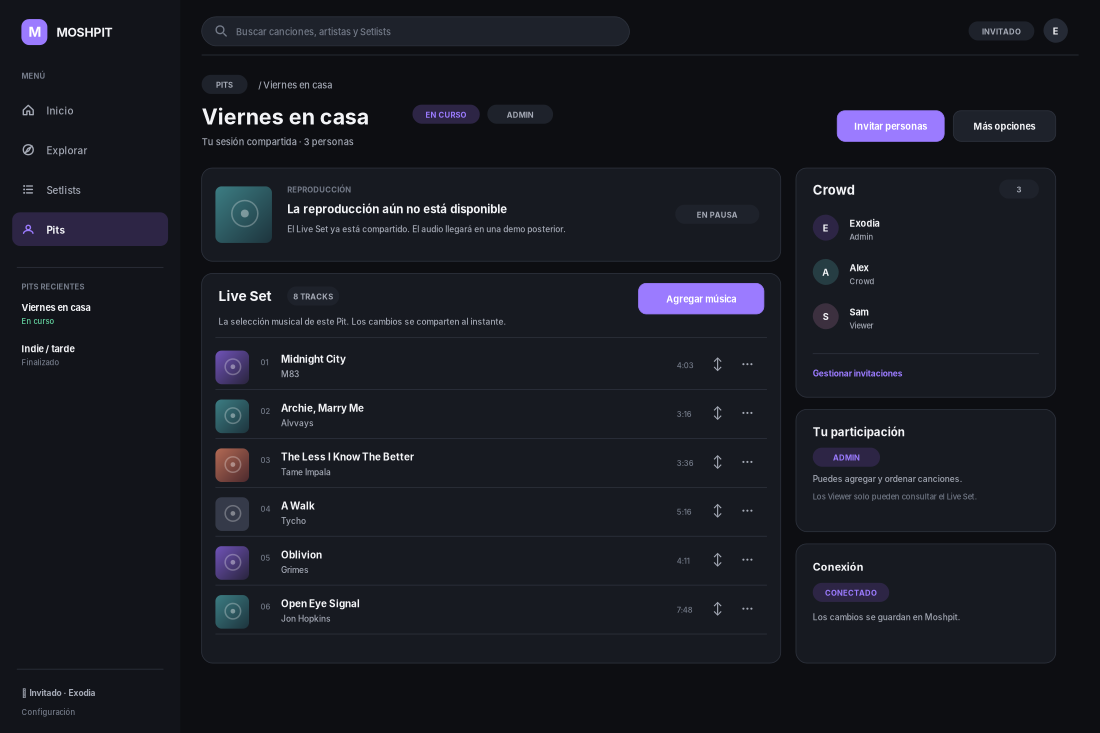 M MOSHPIT
MENÚ
Inicio
Explorar
Setlists
Pits
PITS RECIENTES
Viernes en casa
En curso
Indie / tarde
Finalizado
Invitado · Exodia
Configuración
Buscar canciones, artistas y Setlists
INVITADO
E
PITS / Viernes en casa
Viernes en casa
EN CURSO
ADMIN
Tu sesión compartida · 3 personas
Invitar personas
Más opciones
REPRODUCCIÓN
La reproducción aún no está disponible
El Live Set ya está compartido. El audio llegará en una demo posterior.
EN PAUSA
Live Set
8 TRACKS
Agregar música
La selección musical de este Pit. Los cambios se comparten al instante.
01 Midnight City 4:03
M83
02 Archie, Marry Me 3:16
Alvvays
03 The Less I Know The Better 3:36
Tame Impala
04 A Walk 5:16
Tycho
05 Oblivion 4:11
Grimes
06 Open Eye Signal 7:48
Jon Hopkins
Crowd
3
E Exodia
Admin
A Alex
Crowd
S Sam
Viewer
Gestionar invitaciones
Tu participación
ADMIN
Puedes agregar y ordenar canciones.
Los Viewer solo pueden consultar el Live Set.
Conexión
CONECTADO
Los cambios se guardan en Moshpit.